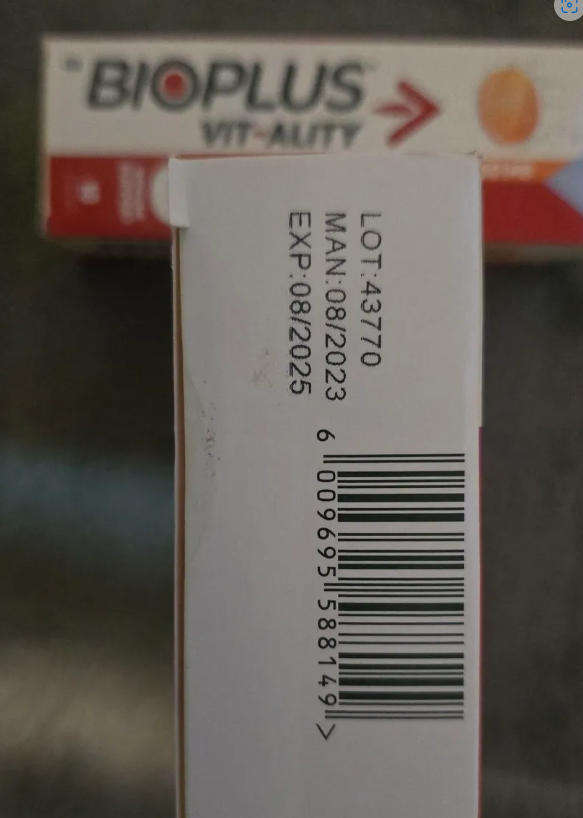 BIOPLUS
VIT-ALITY
LOT:43770
MAN:08/2023
EXP:08/2025
6 009695 588149 >